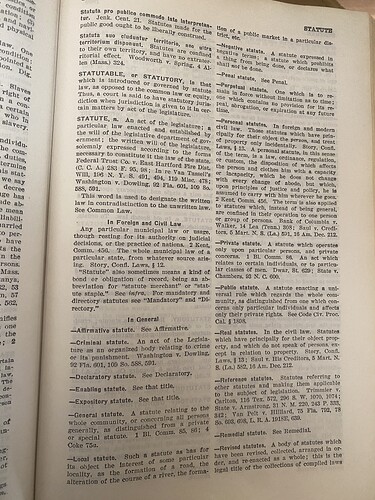 STATUTE
Statuta pro publico commodo late interpretan-
tur. Jenk. Cent. 21. Statutes made for the
public good ought to be liberally construed.
Statuta suo clauduntur territorio, nec ultra
territorium disponunt. Statutes are confined
to their own territory, and have no extraterri-
torial effect. Woodworth v. Spring, 4 Al-
len (Mass.) 324.
STATUTABLE, or STATUTORY, is that
which is introduced or governed by statute
law, as opposed to the common law or equity.
Thus, a court is said to have statutory juris-
diction when jurisdiction is given to it in cer-
tain matters by act of the legislature.
STATUTE, n. An act of the legislature; a
particular law enacted and established by
the will of the legislative department of gov-
ernment; the written will of the legislature,
solemnly expressed according to the forms
necessary to constitute it the law of the state.
Federal Trust Co. v. East Hartford Fire Dist.
(C. C. A.) 283 F. 95, 98; In re Van Tassell's
Will, 196 N. Y. S. 491, 494, 119 Misc. 478;
Washington v. Dowling, 92 Fla. 601, 109 So.
588, 591.
This word is used to designate the written
law in contradistinction to the unwritten law.
See Common Law.
In Foreign and Civil Law
Any particular municipal law or usage,
though resting for its authority on judicial
decisions, or the practice of nations. 2 Kent,
Comm. 456. The whole municipal law of a
particular state, from whatever source aris-
ing. Story, Confl. Laws, § 12.
"Statute" also sometimes means a kind of
bond or obligation of record, being an ab-
breviation for "statute merchant" or "stat-
ute staple." See infra. For mandatory and
directory statutes see "Mandatory" and "Di-
rectory."
In General
—Affirmative statute. See Affirmative.
—Criminal statute. An act of the Legisla-
ture as an organized body relating to crime
or its punishment. Washington v. Dowling,
92 Fla. 601, 109 So. 588, 591.
—Declaratory statute. See Declaratory.
—Enabling statute. See that title.
—Expository statute. See that title.
—General statute. A statute relating to the
whole community, or concerning all persons
generally, as distinguished from a private
or special statute. 1 Bl. Comm. 85, 86; 4
Coke 75a.
—Local statute. Such a statute as has for
its object the interest of some particular
locality, as the formation of a road, the
alteration of the course of a river, the forma-
tion of a public market in a particular dis-
trict, etc.
—Negative statute. A statute expressed in
negative terms; a statute which prohibits
a thing from being done, or declares what
shall not be done.
—Penal statute. See Penal.
—Perpetual statute. One which is to re-
main in force without limitation as to time;
one which contains no provision for its re-
peal, abrogation, or expiration at any future
time.
—Personal statutes. In foreign and modern
civil law. Those statutes which have princi-
pally for their object the person, and treat
of property only incidentally. Story, Confl.
Laws, § 13. A personal statute, in this sense
of the term, is a law, ordinance, regulation,
or custom, the disposition of which affects
the person and clothes him with a capacity
or incapacity, which he does not change
with every change of abode, but which,
upon principles of justice and policy, he is
assumed to carry with him wherever he goes.
2 Kent, Comm. 456. The term is also applied
to statutes which, instead of being general,
are confined in their operation to one person
or group of persons. Bank of Columbia v.
Walker, 14 Lea (Tenn.) 308; Saul v. Credi-
tors, 5 Mart. N. S. (La.) 591, 16 Am. Dec. 212.
—Private statute. A statute which operates
only upon particular persons, and private
concerns. 1 Bl. Comm. 86. An act which
relates to certain individuals, or to particu-
lar classes of men. Dwar. St. 629; State v.
Chambers, 93 N. C. 600.
—Public statute. A statute enacting a uni-
versal rule which regards the whole com-
munity, as distinguished from one which con-
cerns only particular individuals and affects
only their private rights. See Code Civ. Proc.
Cal. § 1898.
—Real statutes. In the civil law. Statutes
which have principally for their object prop-
erty, and which do not speak of persons, ex-
cept in relation to property. Story, Confl.
Laws, § 13; Saul v. His Creditors, 5 Mart. N.
S. (La.) 582, 16 Am. Dec. 212.
—Reference statutes. Statutes referring to
other statutes and making them applicable
to the subject of legislation. Trimmier v.
Carlton, 116 Tex. 572, 296 S. W. 1070, 1074;
State v. Armstrong, 31 N. M. 220, 243 P. 333,
342; Van Pelt v. Hilliard, 75 Fla. 792, 78
So. 693, 698, L. R. A. 1918E, 639.
—Remedial statute. See Remedial.
—Revised statutes. A body of statutes which
have been revised, collected, arranged in or-
der, and re-enacted as a whole; this is the
legal title of the collections of compiled laws